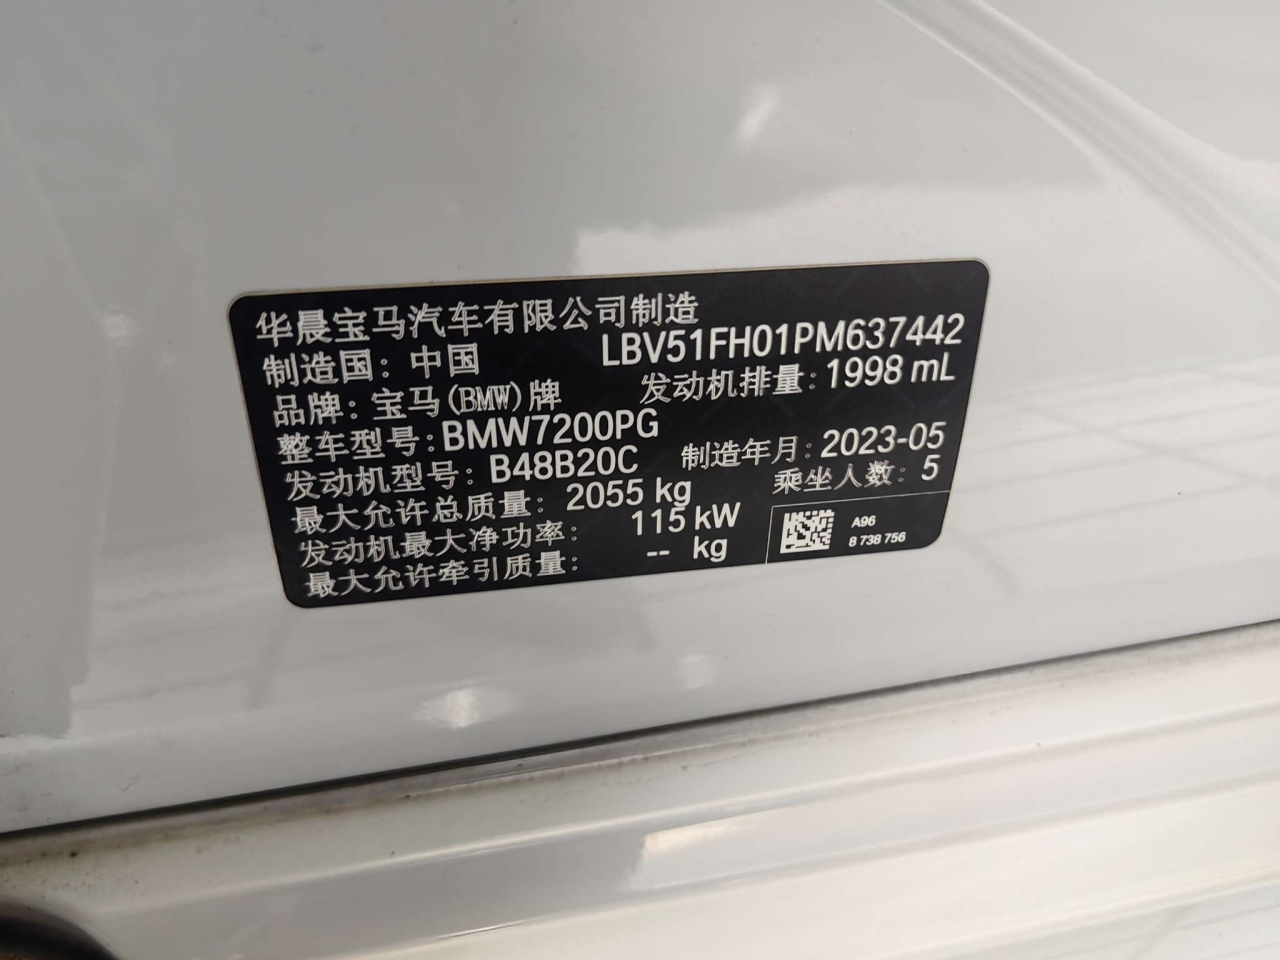 华晨宝马汽车有限公司制造
制造国：中国 LBV51FH01PM637442
品牌：宝马(BMW)牌 发动机排量：1998 mL
整车型号：BMW7200PG
发动机型号：B48B20C 制造年月：2023-05
最大允许总质量：2055 kg 乘坐人数：5
发动机最大净功率：115 kW
最大允许牵引质量：-- kg
A96
8 738 756